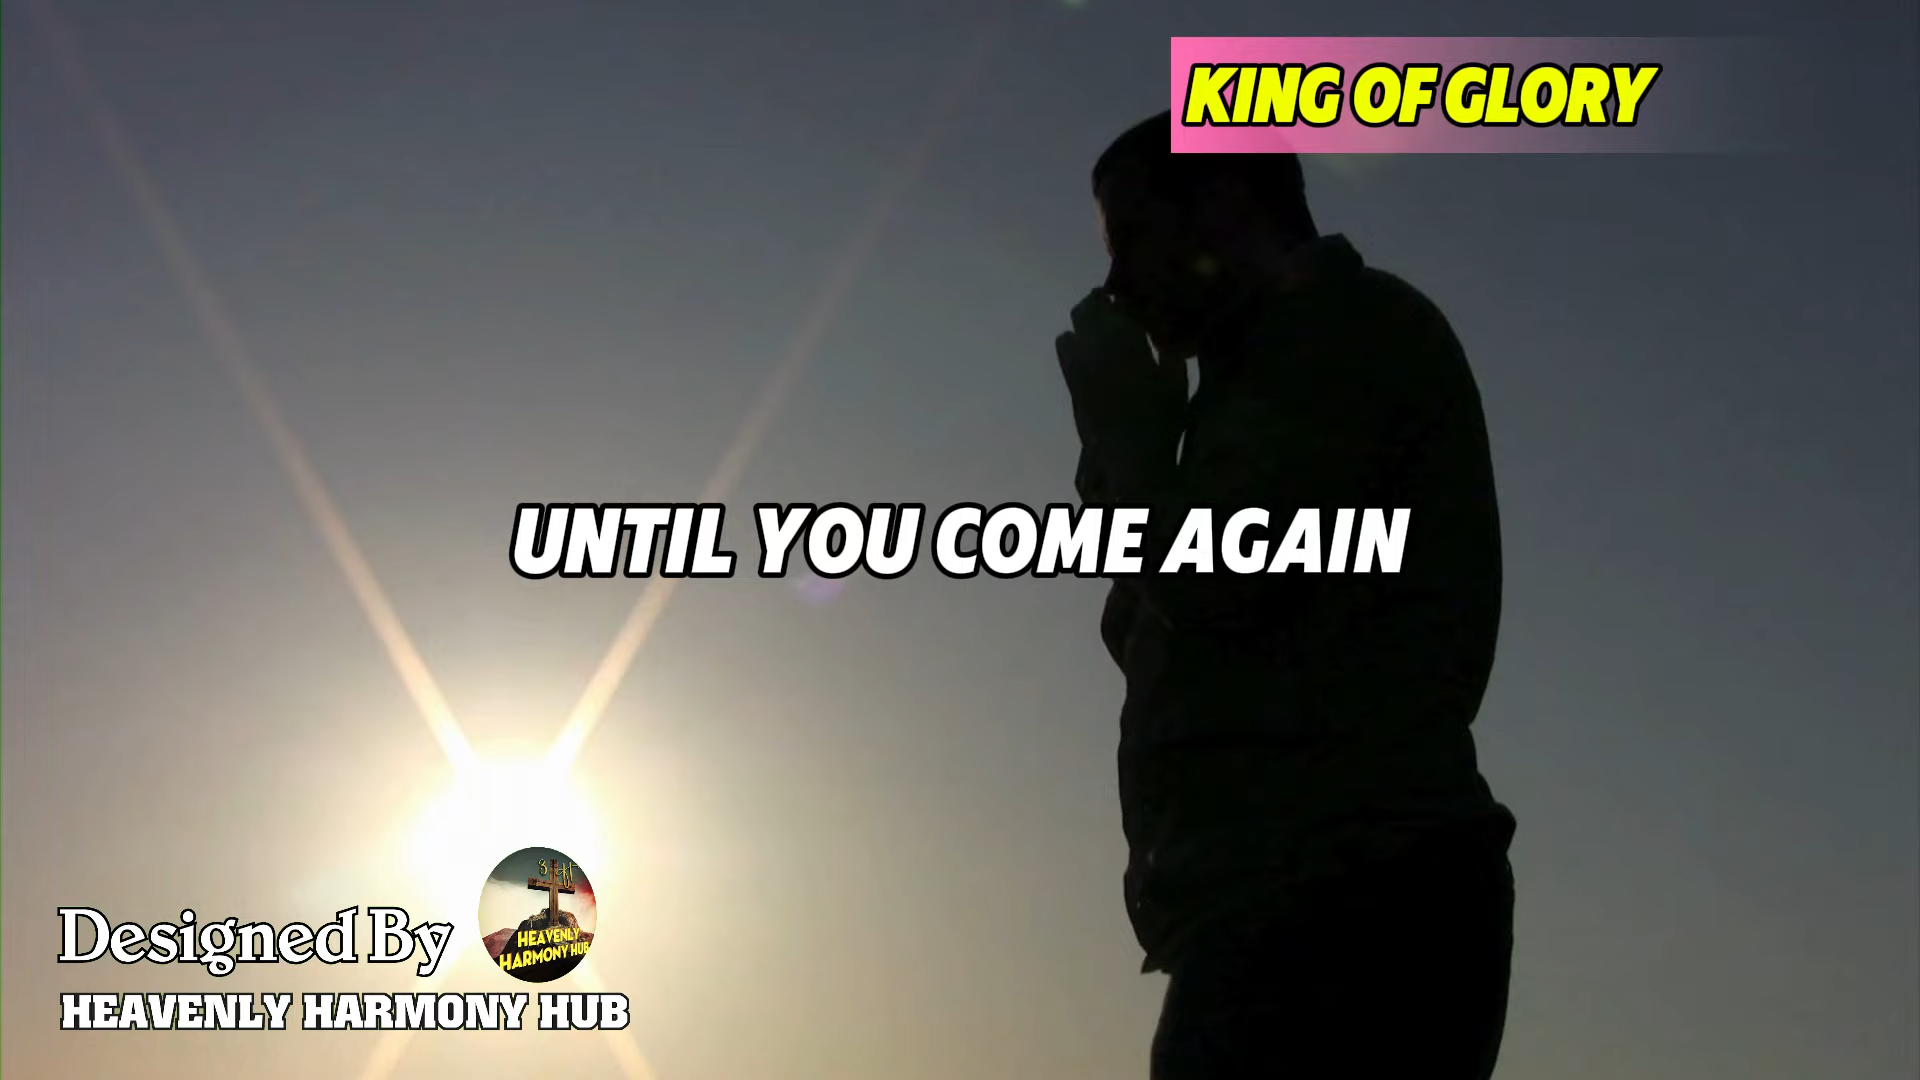 KING OF GLORY
UNTIL YOU COME AGAIN
Designed By
HEAVENLY
HARMONY HUB
HEAVENLY HARMONY HUB